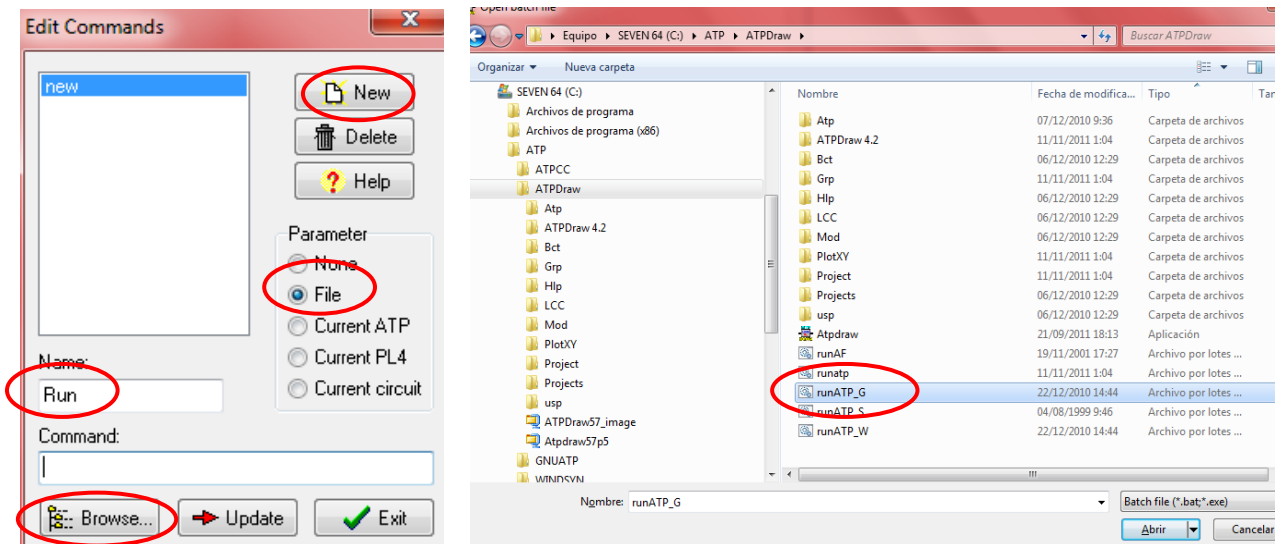 Edit Commands
new
New
Delete
Help
Parameter
None
File
Current ATP
Current PL4
Current circuit
Name:
Run
Command:
Browse...
Update
Exit
Open batch file
Equipo SEVEN 64 (C:) ATP ATPDraw
Buscar ATPDraw
Organizar Nueva carpeta
SEVEN 64 (C:)
Archivos de programa
Archivos de programa (x86)
ATP
ATPCC
ATPDraw
Atp
ATPDraw 4.2
Bct
Grp
Hlp
LCC
Mod
PlotXY
Project
Projects
usp
ATPDraw57_image
Atpdraw57p5
GNUATP
WINDSYN
Nombre Fecha de modifica... Tipo Tar
Atp 07/12/2010 9:36 Carpeta de archivos
ATPDraw 4.2 11/11/2011 1:04 Carpeta de archivos
Bct 06/12/2010 12:29 Carpeta de archivos
Grp 11/11/2011 1:04 Carpeta de archivos
Hlp 06/12/2010 12:29 Carpeta de archivos
LCC 06/12/2010 12:29 Carpeta de archivos
Mod 06/12/2010 12:29 Carpeta de archivos
PlotXY 11/11/2011 1:04 Carpeta de archivos
Project 11/11/2011 1:04 Carpeta de archivos
Projects 06/12/2010 12:29 Carpeta de archivos
usp 06/12/2010 12:29 Carpeta de archivos
Atpdraw 21/09/2011 18:13 Aplicación
runAF 19/11/2001 17:27 Archivo por lotes ...
runatp 11/11/2011 1:04 Archivo por lotes ...
runATP_G 22/12/2010 14:44 Archivo por lotes ...
runATP_S 04/08/1999 9:46 Archivo por lotes ...
runATP_W 22/12/2010 14:44 Archivo por lotes ...
Nombre: runATP_G
Batch file (*.bat;*.exe)
Abrir Cancelar